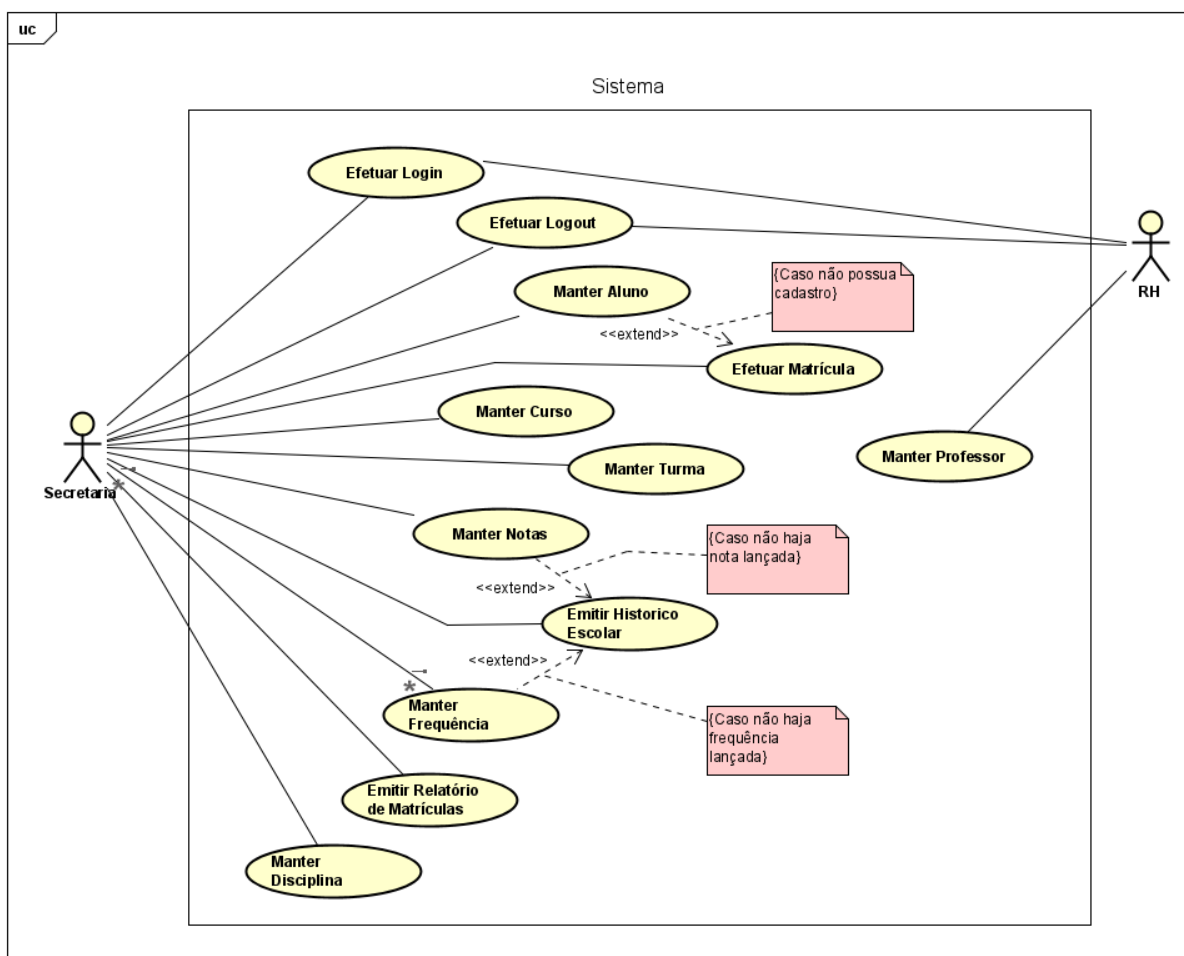 uc
Sistema
Efetuar Login
Efetuar Logout
RH
Manter Aluno
{Caso não possua
cadastro}
<<extend>>
Efetuar Matrícula
Manter Curso
Manter Turma
Manter Professor
Secretaria
*
Manter Notas
{Caso não haja
nota lançada}
<<extend>>
Emitir Historico
Escolar
<<extend>>
*
Manter
Frequência
{Caso não haja
frequência
lançada}
Emitir Relatório
de Matrículas
Manter
Disciplina